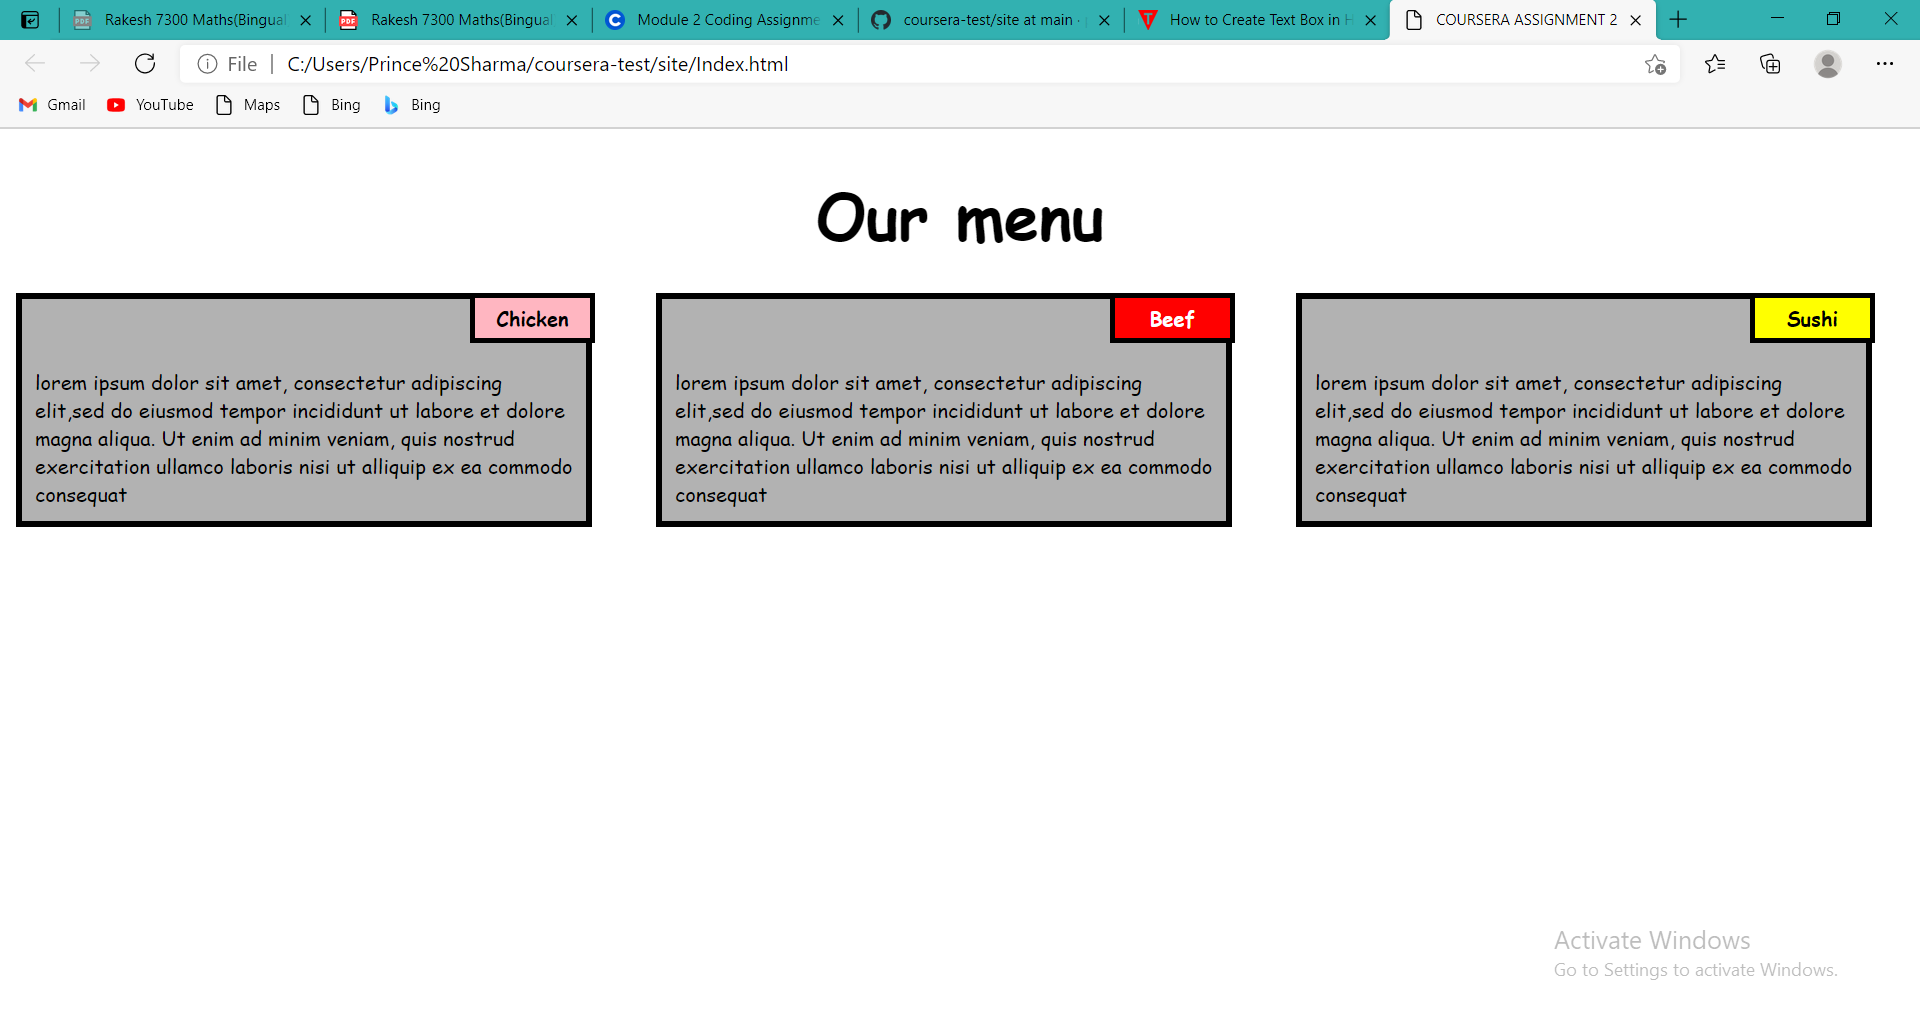 Rakesh 7300 Maths(Bingual
Rakesh 7300 Maths(Bingual
Module 2 Coding Assignme
coursera-test/site at main ·
How to Create Text Box in H
COURSERA ASSIGNMENT 2
File
C:/Users/Prince%20Sharma/coursera-test/site/Index.html
Gmail
YouTube
Maps
Bing
Bing
Our menu
Chicken
lorem ipsum dolor sit amet, consectetur adipiscing
elit,sed do eiusmod tempor incididunt ut labore et dolore
magna aliqua. Ut enim ad minim veniam, quis nostrud
exercitation ullamco laboris nisi ut alliquip ex ea commodo
consequat
Beef
lorem ipsum dolor sit amet, consectetur adipiscing
elit,sed do eiusmod tempor incididunt ut labore et dolore
magna aliqua. Ut enim ad minim veniam, quis nostrud
exercitation ullamco laboris nisi ut alliquip ex ea commodo
consequat
Sushi
lorem ipsum dolor sit amet, consectetur adipiscing
elit,sed do eiusmod tempor incididunt ut labore et dolore
magna aliqua. Ut enim ad minim veniam, quis nostrud
exercitation ullamco laboris nisi ut alliquip ex ea commodo
consequat
Activate Windows
Go to Settings to activate Windows.